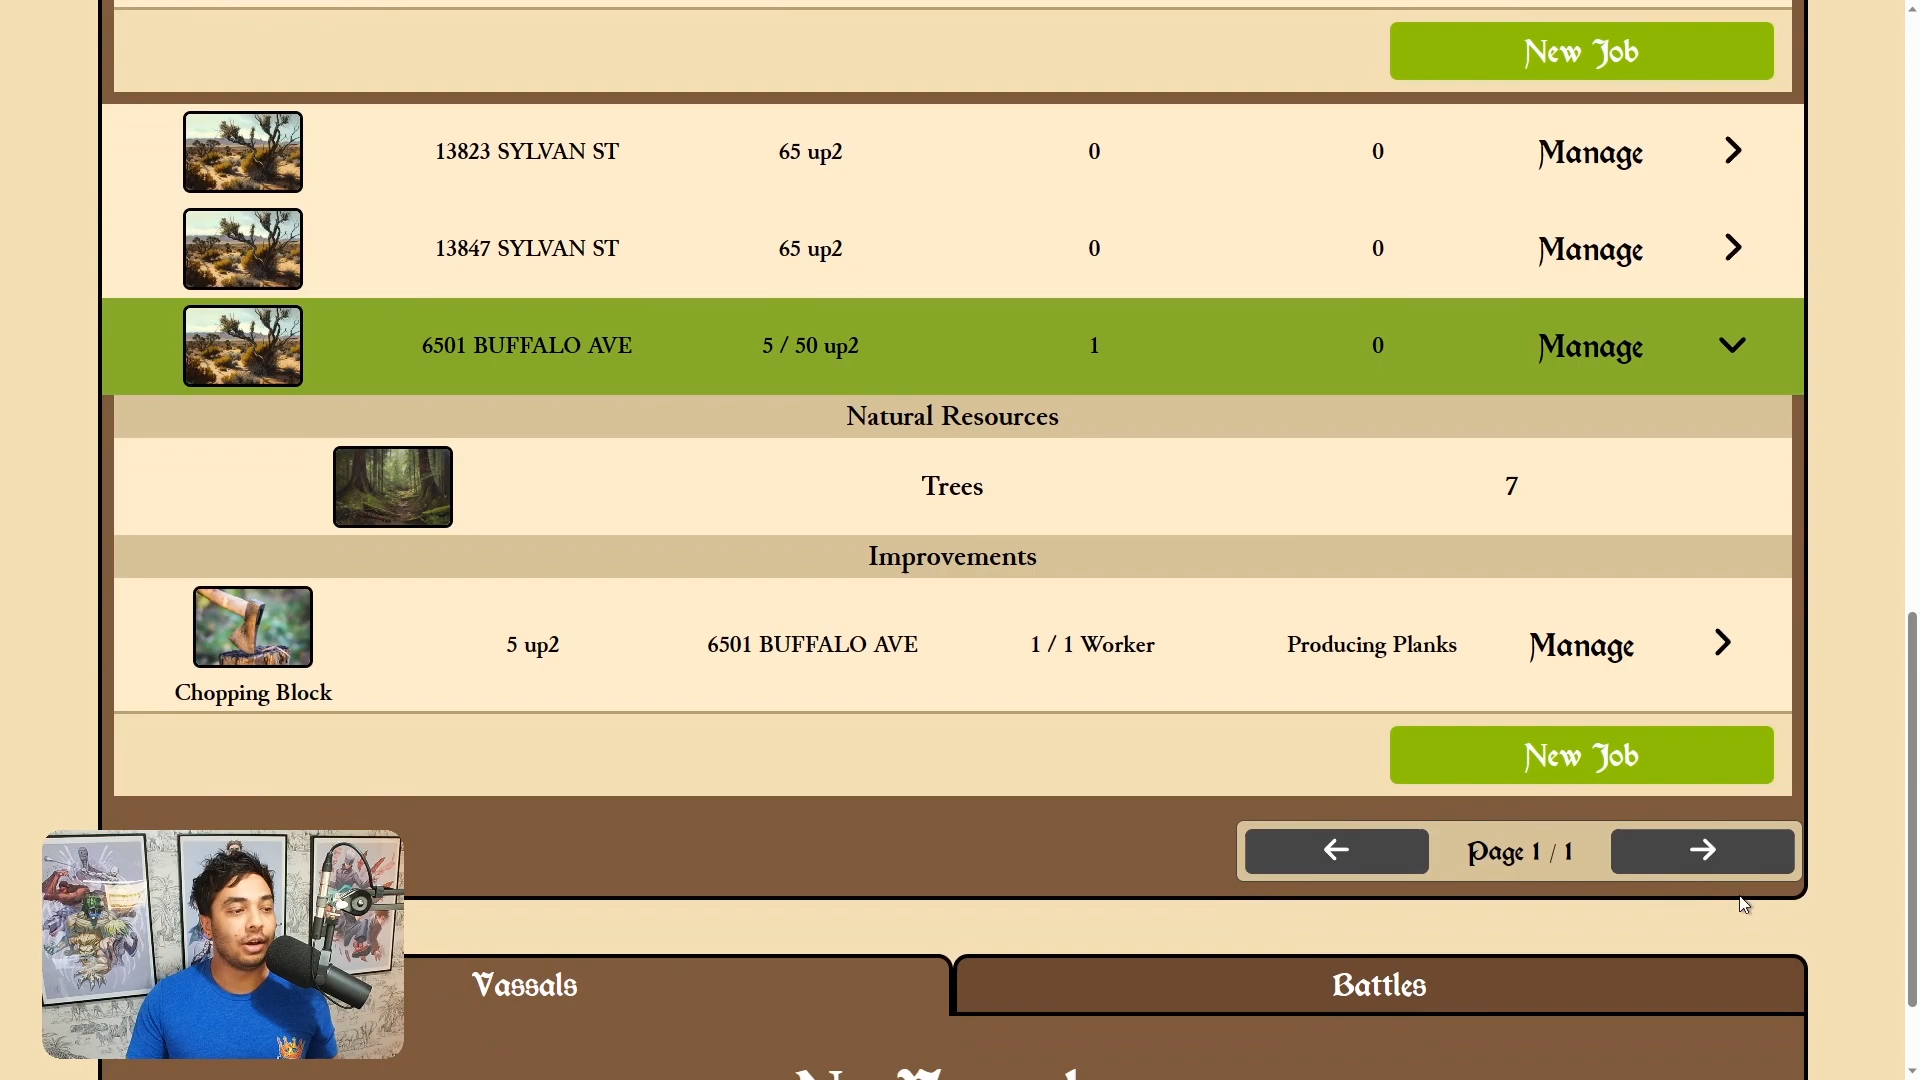 New Job
13823 SYLVAN ST 65 up2 0 0 Manage
13847 SYLVAN ST 65 up2 0 0 Manage
6501 BUFFALO AVE 5 / 50 up2 1 0 Manage
Natural Resources
Trees 7
Improvements
5 up2 6501 BUFFALO AVE 1 / 1 Worker Producing Planks Manage
Chopping Block
New Job
Page 1 / 1
Vassals Battles